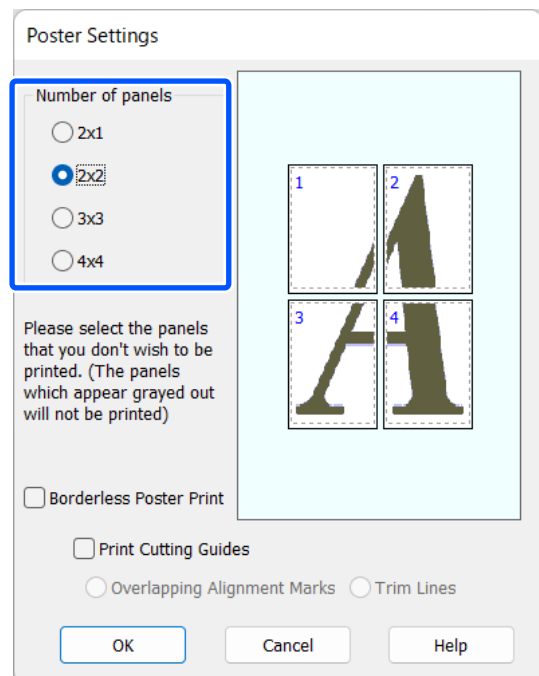 Poster Settings
Number of panels
2x1
2x2
3x3
4x4
1
2
3
4
Please select the panels
that you don't wish to be
printed. (The panels
which appear grayed out
will not be printed)
Borderless Poster Print
Print Cutting Guides
Overlapping Alignment Marks
Trim Lines
OK
Cancel
Help